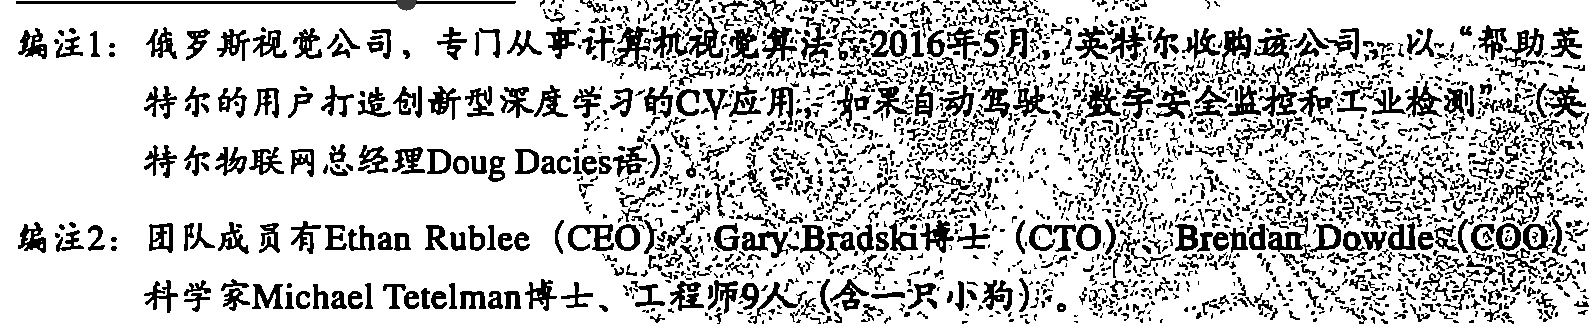 编注1：俄罗斯视觉公司，专门从事计算机视觉算法。2016年5月，英特尔收购该公司，以“帮助英
特尔的用户打造创新型深度学习的CV应用，如果自动驾驶、数字安全监控和工业检测”（英
特尔物联网总经理Doug Dacies语）。
编注2：团队成员有Ethan Rublee（CEO）、Gary Bradski博士（CTO）、Brendan Dowdle（COO）
科学家Michael Tetelman博士、工程师9人（含一只小狗）。